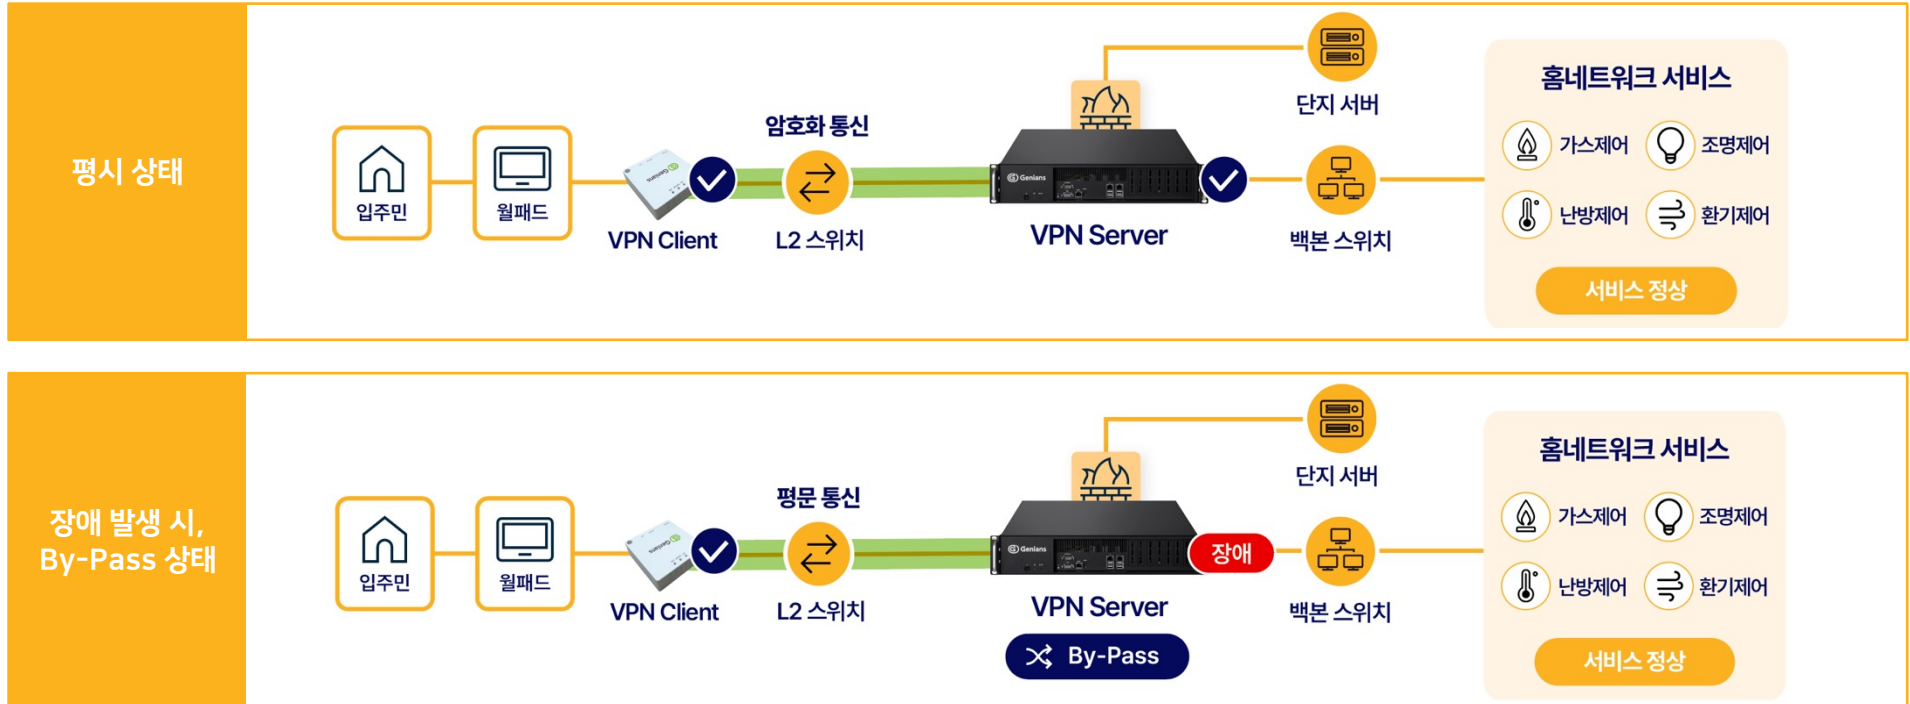 평시 상태
입주민
월패드
Genians
VPN Client
암호화 통신
L2 스위치
Genians
VPN Server
단지 서버
백본 스위치
홈네트워크 서비스
가스제어
조명제어
난방제어
환기제어
서비스 정상
장애 발생 시,
By-Pass 상태
입주민
월패드
Genians
VPN Client
평문 통신
L2 스위치
Genians
장애
VPN Server
By-Pass
단지 서버
백본 스위치
홈네트워크 서비스
가스제어
조명제어
난방제어
환기제어
서비스 정상